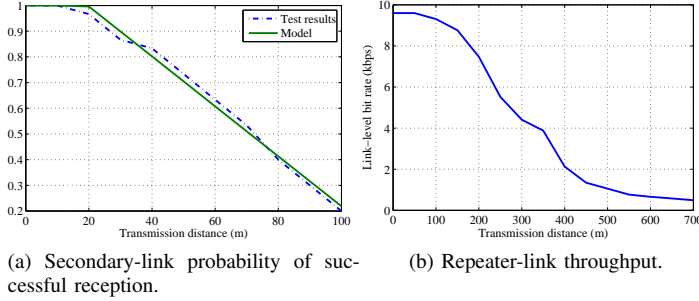 1
0.9
0.8
0.7
0.6
0.5
0.4
0.3
0.2
0 20 40 60 80 100
Transmission distance (m)
Test results
Model
(a) Secondary-link probability of suc-
cessful reception.
10
8
6
4
2
0
Link−level bit rate (kbps)
0 100 200 300 400 500 600 700
Transmission distance (m)
(b) Repeater-link throughput.